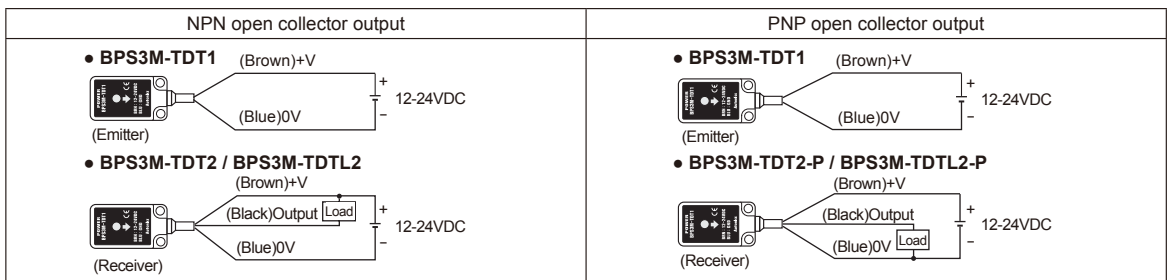 NPN open collector output
● BPS3M-TDT1
(Brown)+V
+
12-24VDC
(Blue)0V
−
(Emitter)
● BPS3M-TDT2 / BPS3M-TDTL2
(Brown)+V
(Black)Output
Load
+
12-24VDC
(Blue)0V
−
(Receiver)
PNP open collector output
● BPS3M-TDT1
(Brown)+V
+
12-24VDC
(Blue)0V
−
(Emitter)
● BPS3M-TDT2-P / BPS3M-TDTL2-P
(Brown)+V
(Black)Output
+
12-24VDC
(Blue)0V
Load
−
(Receiver)